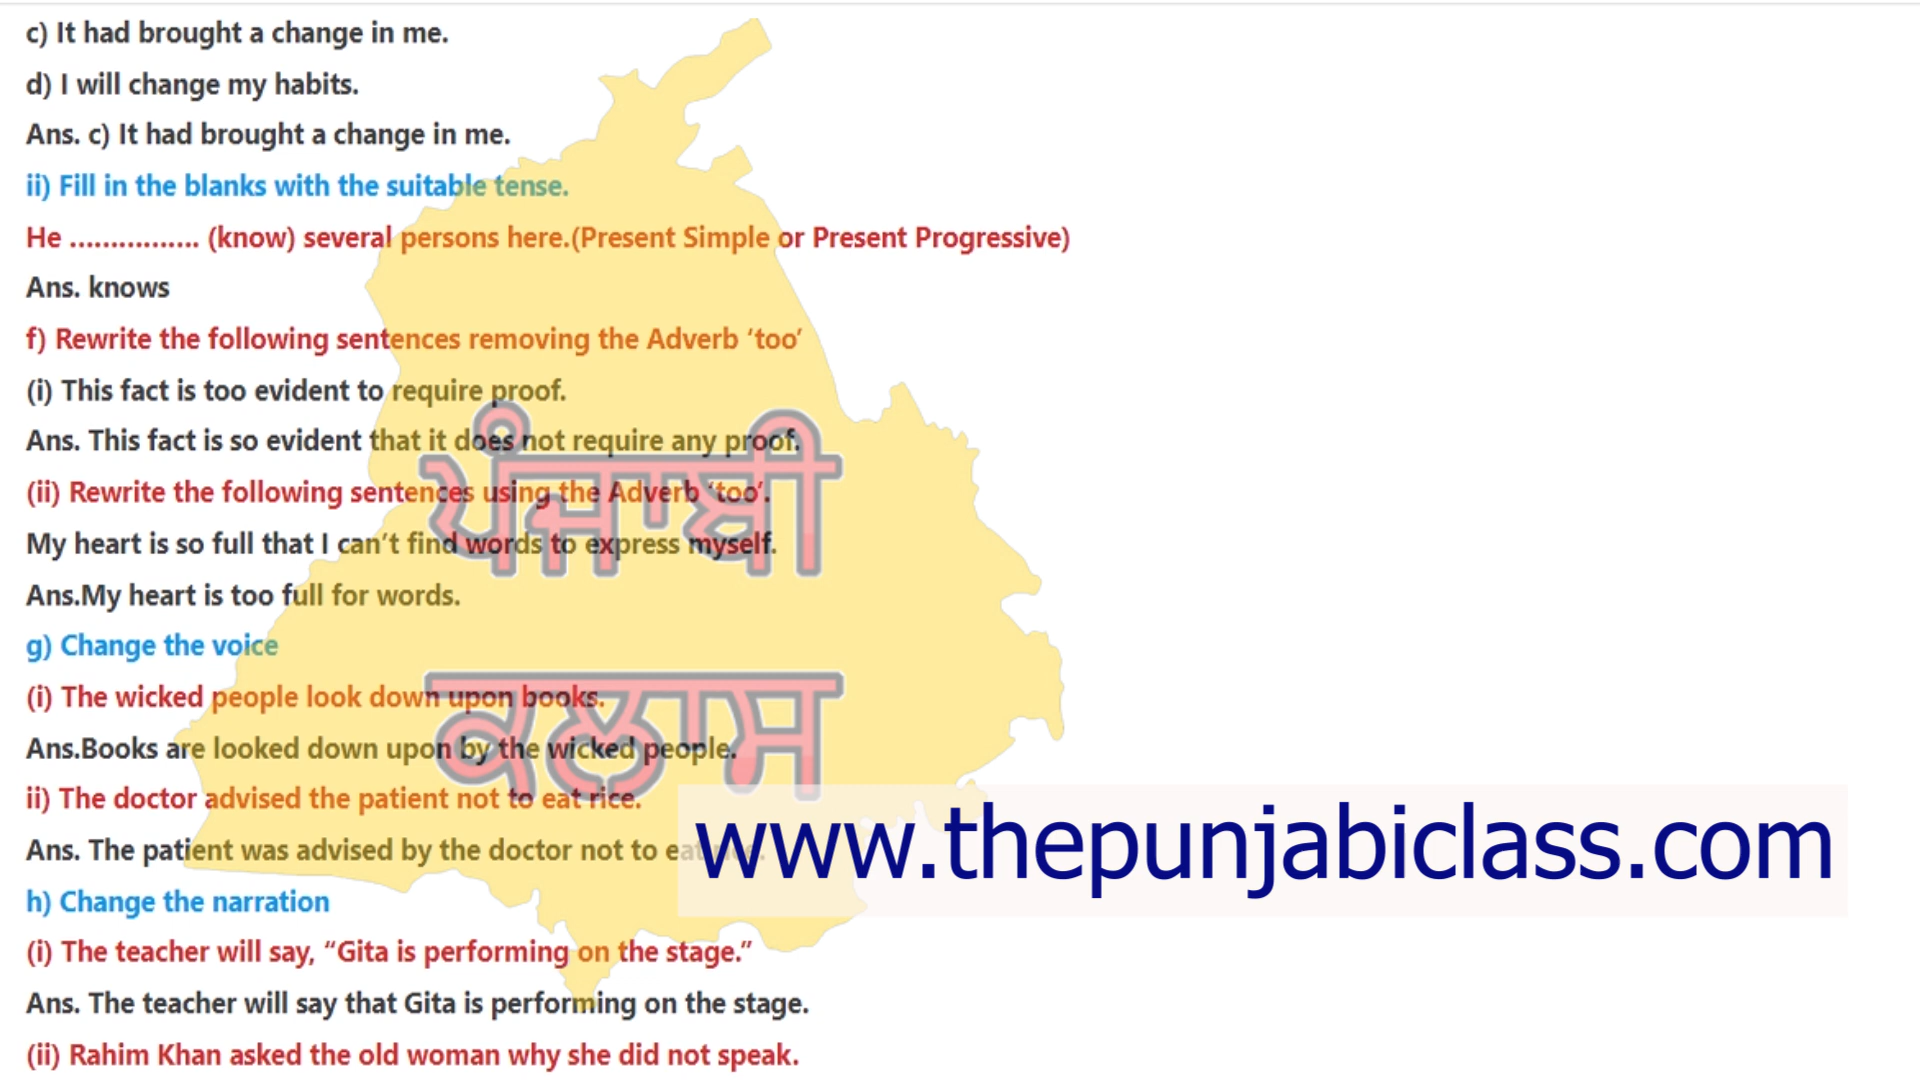 c) It had brought a change in me.
d) I will change my habits.
Ans. c) It had brought a change in me.
ii) Fill in the blanks with the suitable tense.
He ................ (know) several persons here.(Present Simple or Present Progressive)
Ans. knows
f) Rewrite the following sentences removing the Adverb ‘too’
(i) This fact is too evident to require proof.
Ans. This fact is so evident that it does not require any proof.
(ii) Rewrite the following sentences using the Adverb ‘too’.
My heart is so full that I can’t find words to express myself.
Ans.My heart is too full for words.
g) Change the voice
(i) The wicked people look down upon books.
Ans.Books are looked down upon by the wicked people.
ii) The doctor advised the patient not to eat rice.
Ans. The patient was advised by the doctor not to eat
h) Change the narration
(i) The teacher will say, “Gita is performing on the stage.”
Ans. The teacher will say that Gita is performing on the stage.
(ii) Rahim Khan asked the old woman why she did not speak.
ਪੰਜਾਬੀ
ਕਲਾਸ
www.thepunjabiclass.com